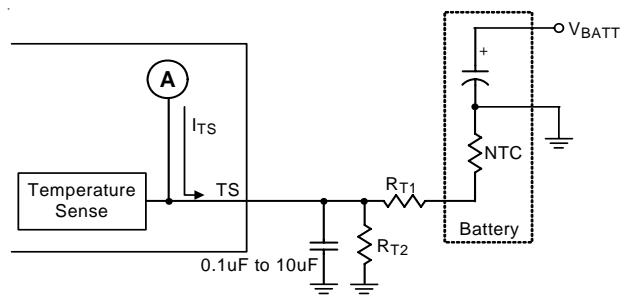 V_BATT
+
A
I_TS
NTC
Temperature
Sense
TS
R_T1
R_T2
Battery
0.1uF to 10uF